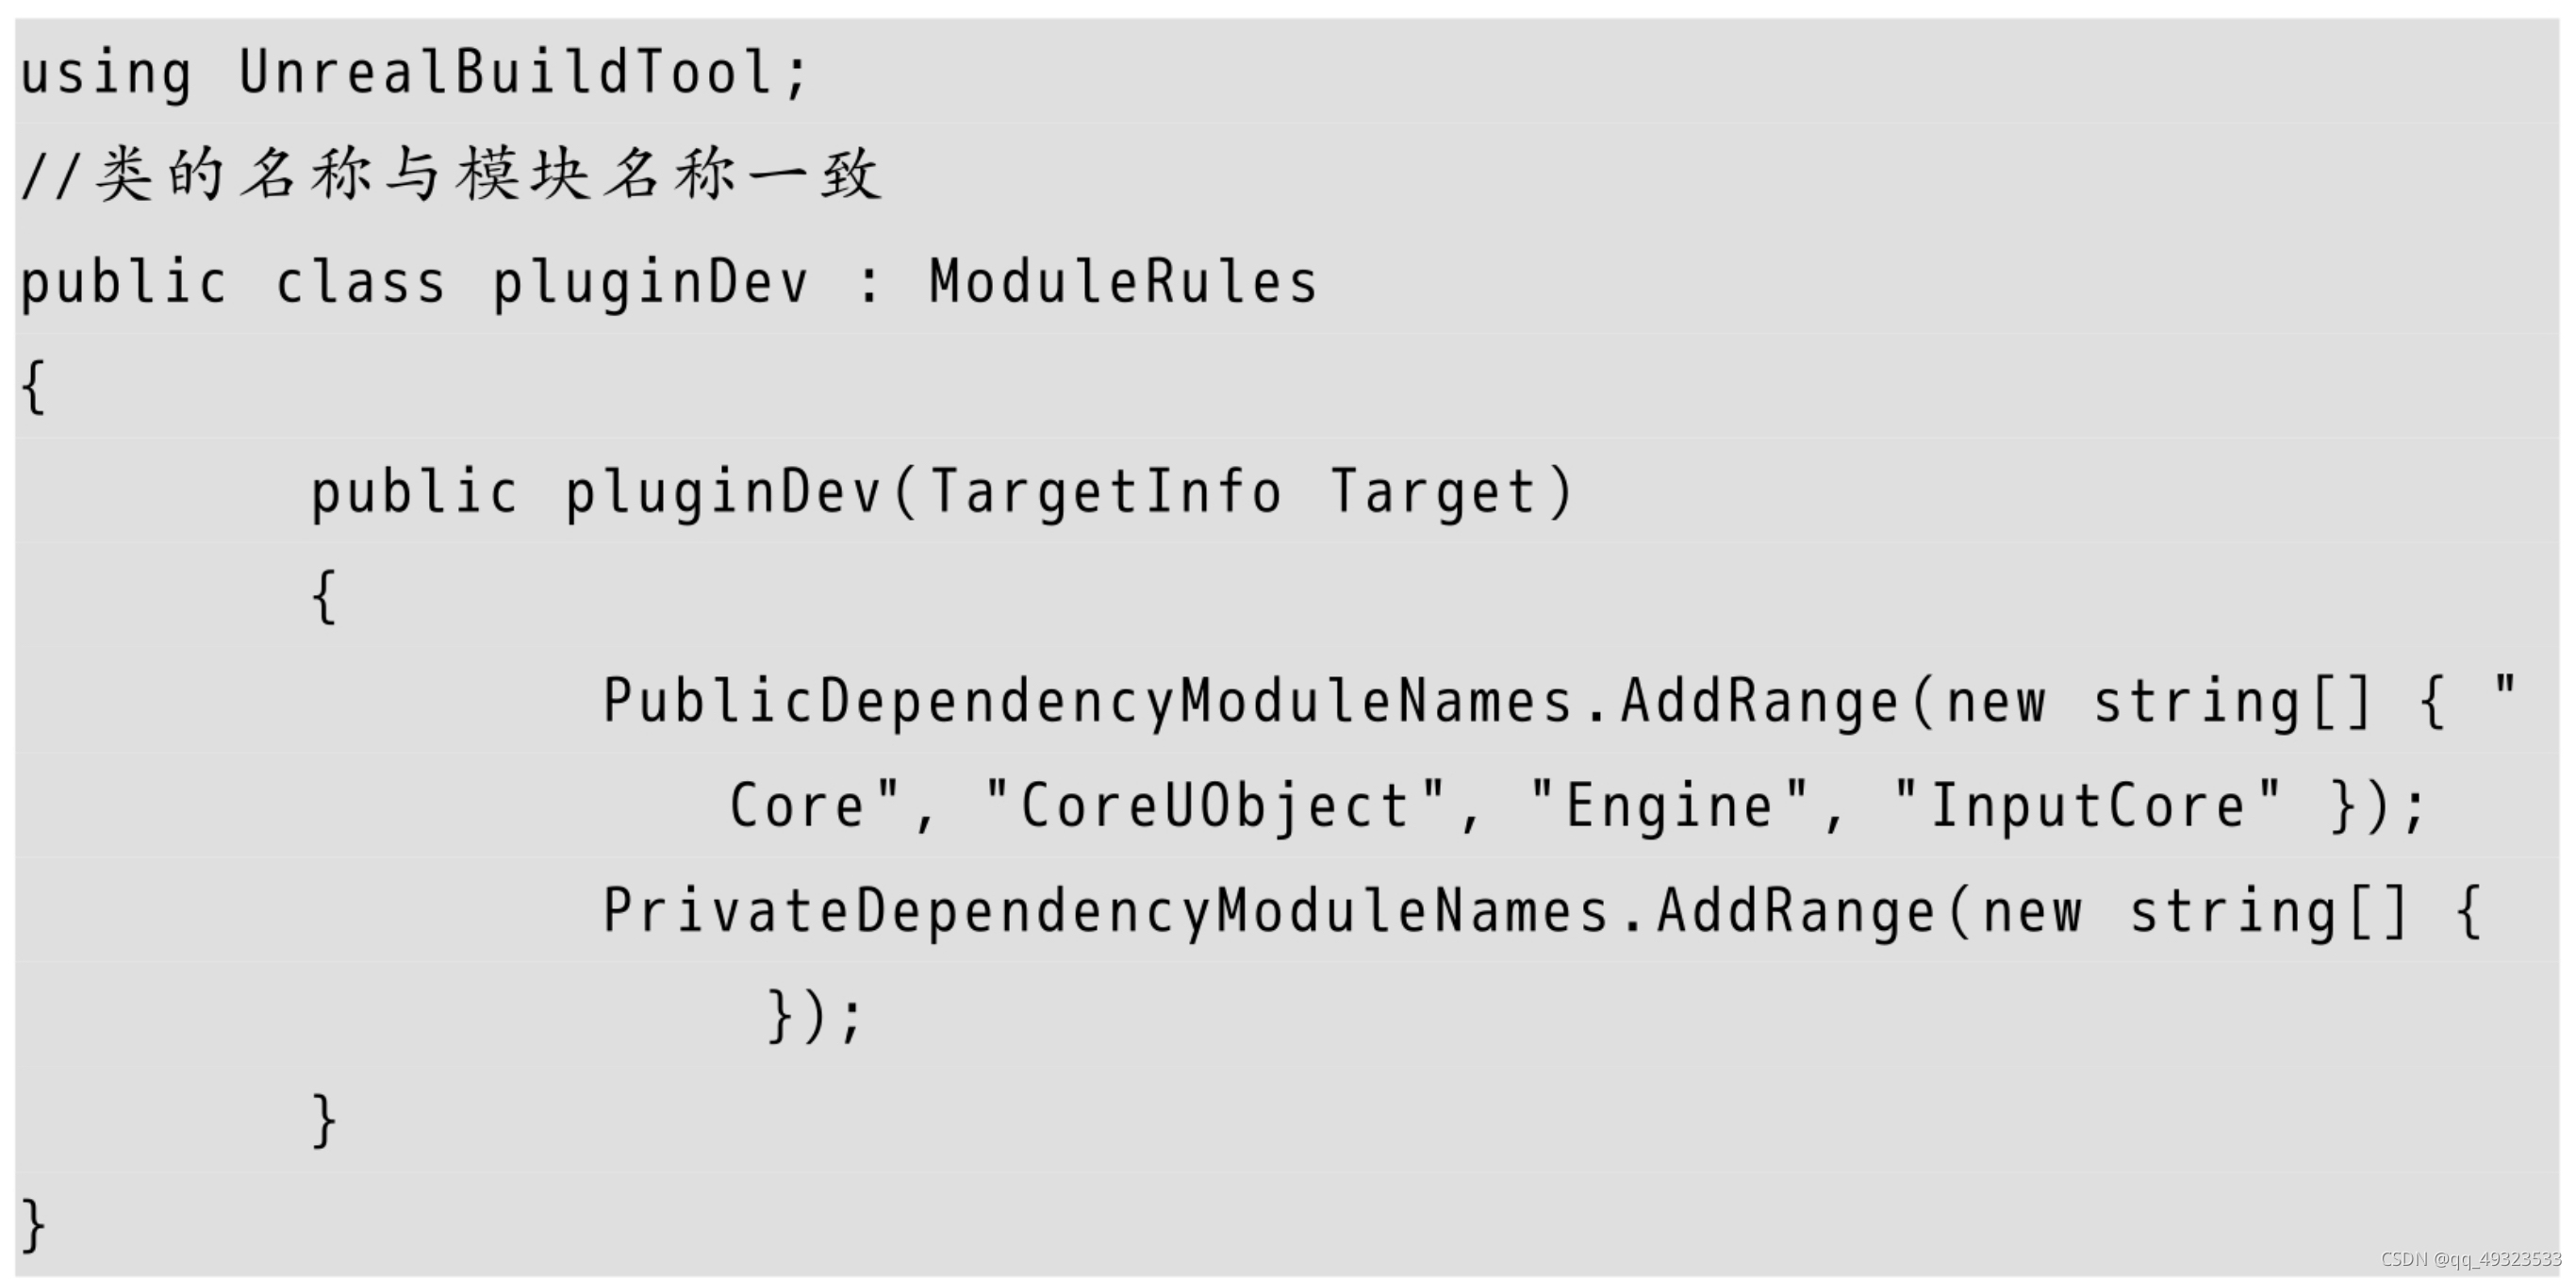 using UnrealBuildTool;
//类的名称与模块名称一致
public class pluginDev : ModuleRules
{
public pluginDev(TargetInfo Target)
{
PublicDependencyModuleNames.AddRange(new string[] { "
Core", "CoreUObject", "Engine", "InputCore" });
PrivateDependencyModuleNames.AddRange(new string[] {
});
}
}
CSDN @qq_49323533